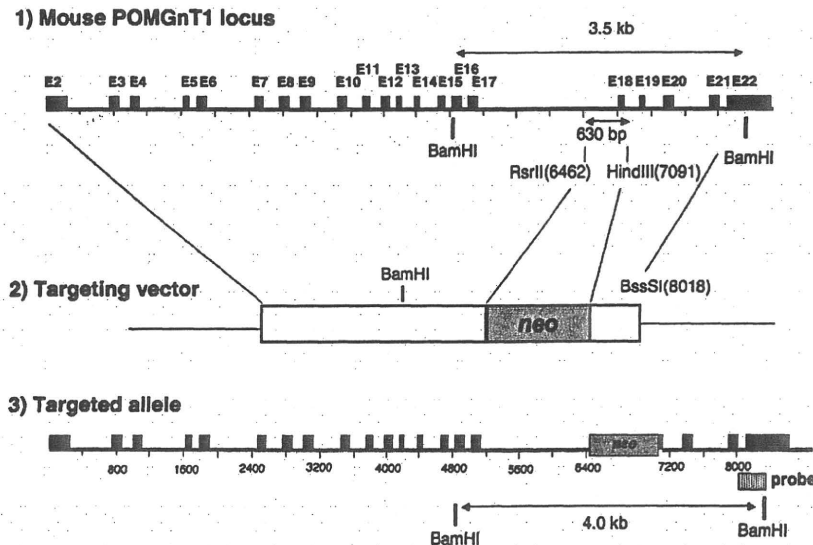 1) Mouse POMGnT1 locus
3.5 kb
E2 E3 E4 E5 E6 E7 E8 E9 E10 E11 E12 E13 E14 E15 E16 E17 E18 E19 E20 E21 E22
630 bp
BamHI BamHI
RsrII(6462) HindIII(7091)
BamHI
BssSI(8018)
2) Targeting vector
neo
3) Targeted allele
neo
800 1600 2400 3200 4000 4800 5600 6400 7200 8000
probe
4.0 kb
BamHI BamHI